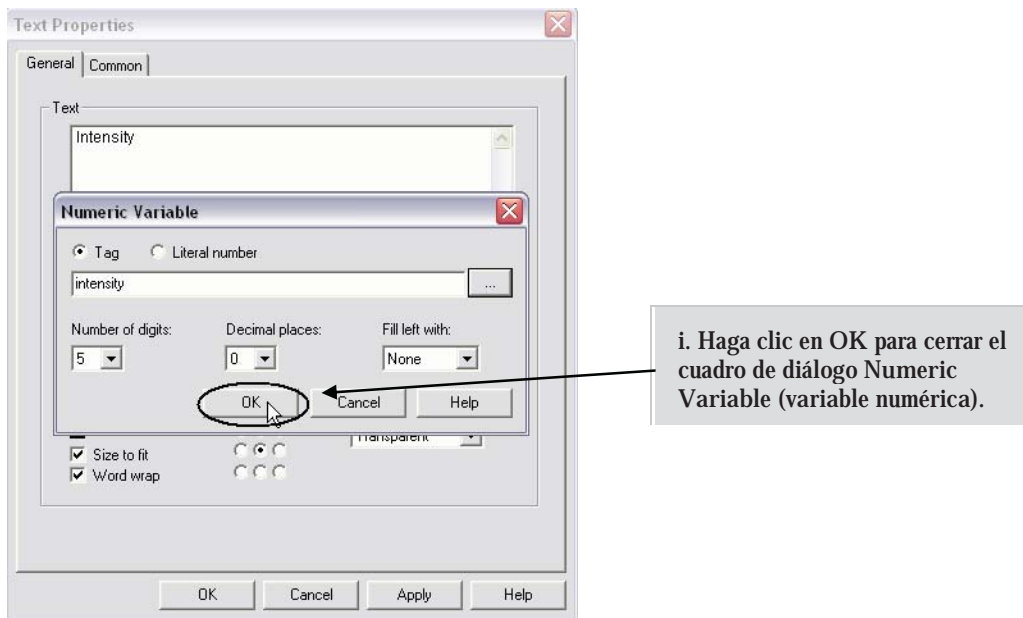 Text Properties
General Common
Text
Intensity
Numeric Variable
Tag Literal number
intensity
...
Number of digits: Decimal places: Fill left with:
5 0 None
OK Cancel Help
Transparent
Size to fit
Word wrap
OK Cancel Apply Help
i. Haga clic en OK para cerrar el
cuadro de diálogo Numeric
Variable (variable numérica).